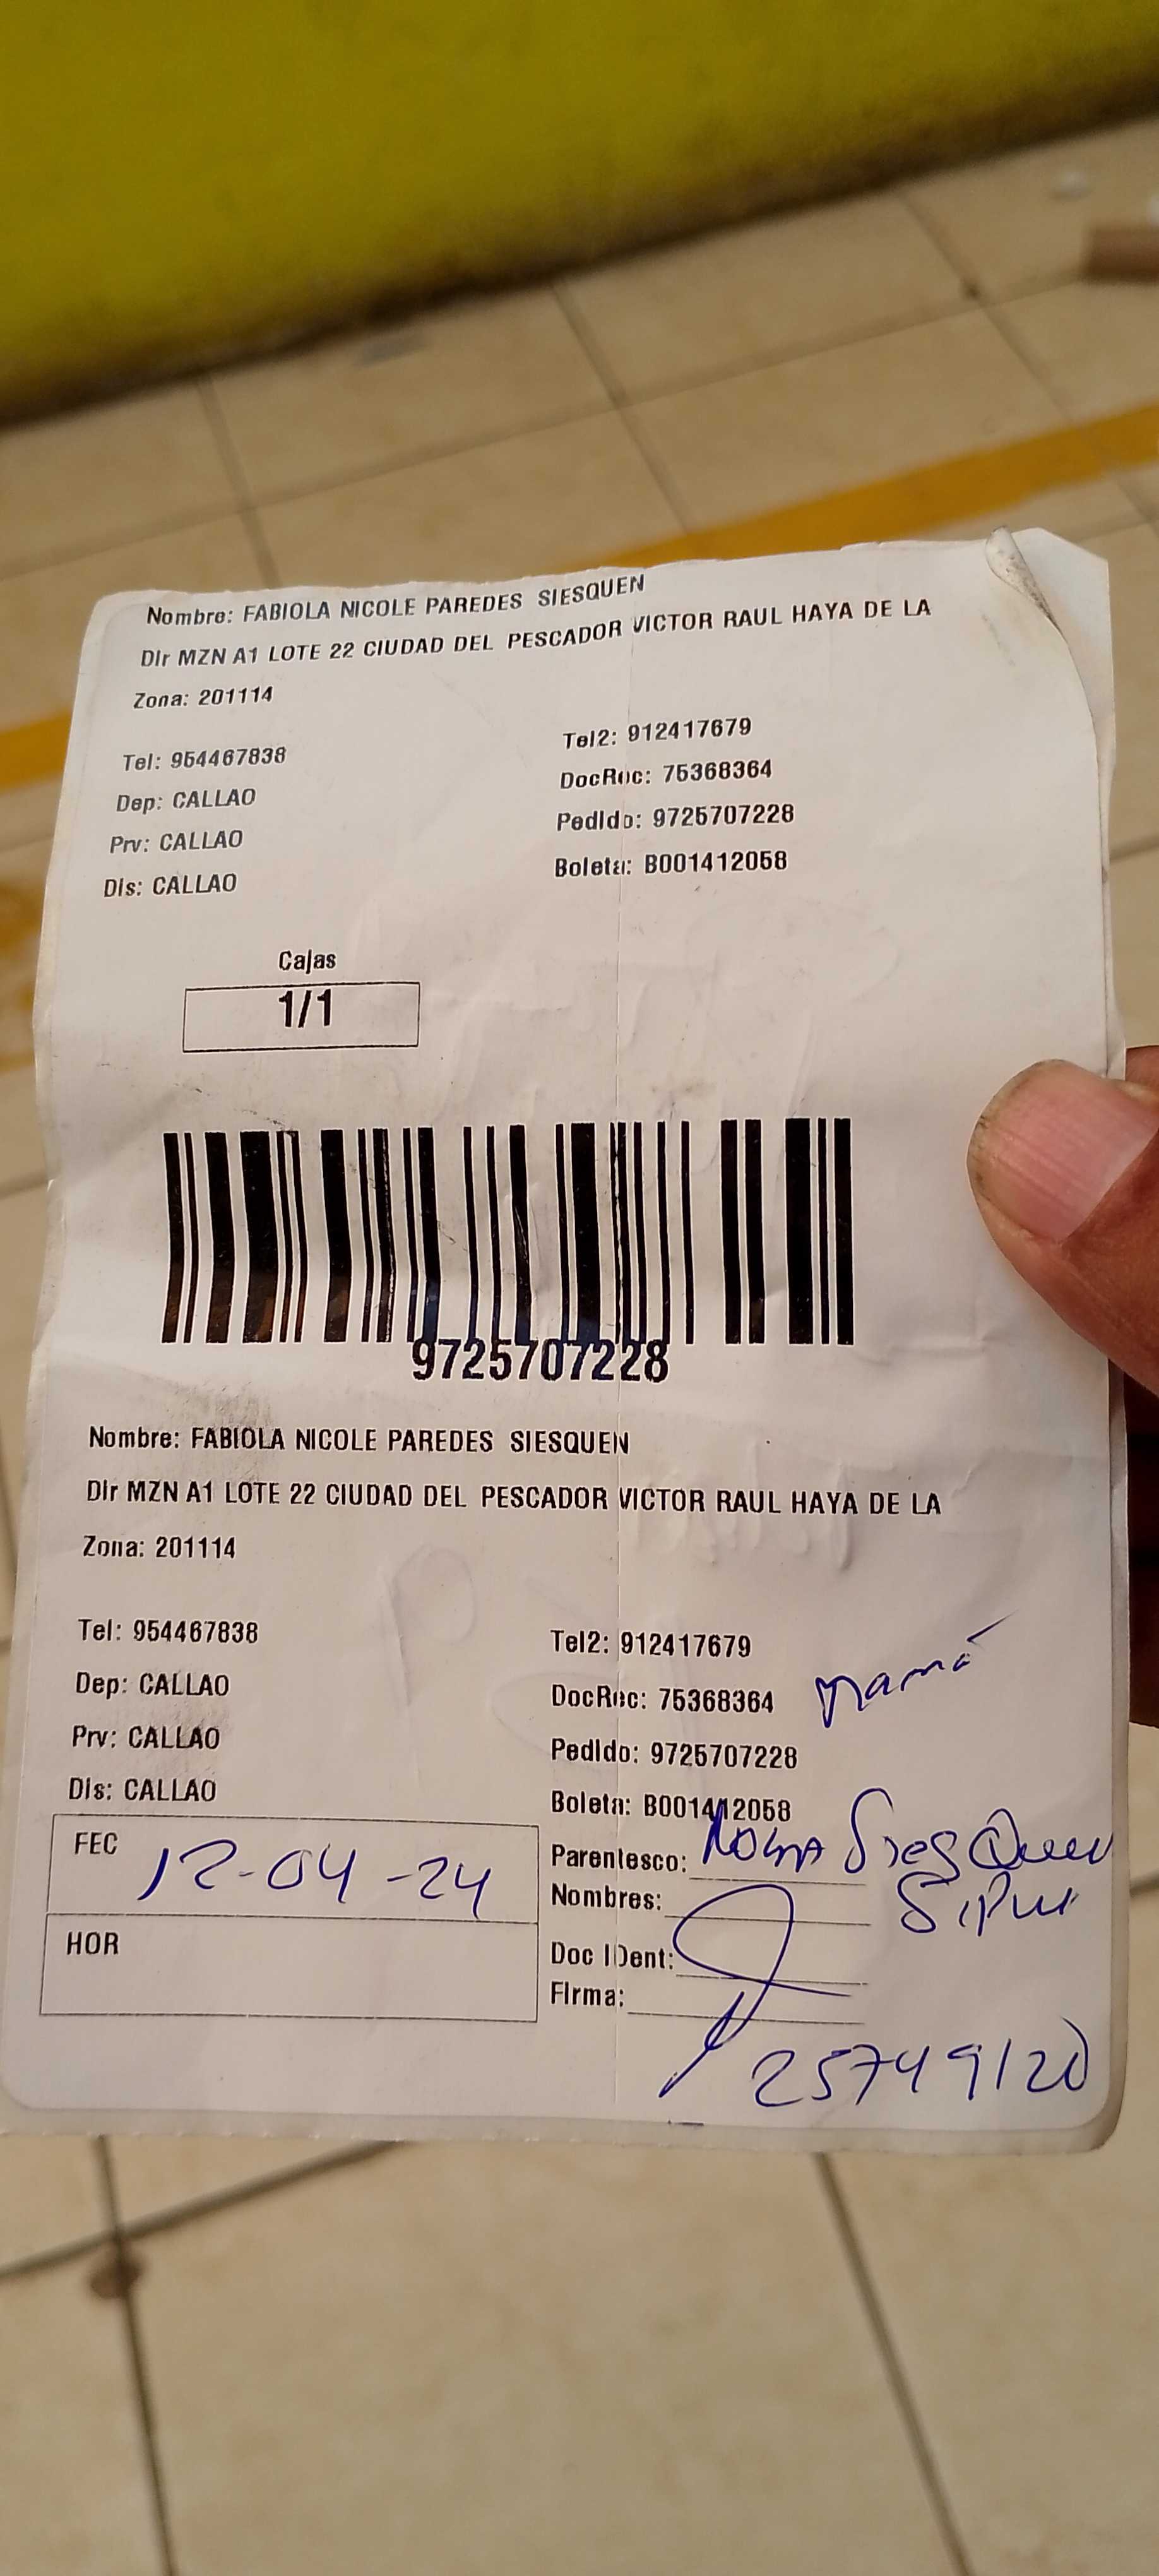 Nombre: FABIOLA NICOLE PAREDES SIESQUEN
Dir MZN A1 LOTE 22 CIUDAD DEL PESCADOR VICTOR RAUL HAYA DE LA
Zona: 201114
Tel: 954467838 Tel2: 912417679
Dep: CALLAO DocRec: 75368364
Prv: CALLAO Pedido: 9725707228
Dis: CALLAO Boleta: B001412058
Cajas
1/1
9725707228
Nombre: FABIOLA NICOLE PAREDES SIESQUEN
Dir MZN A1 LOTE 22 CIUDAD DEL PESCADOR VICTOR RAUL HAYA DE LA
Zona: 201114
Tel: 954467838 Tel2: 912417679
Dep: CALLAO DocRec: 75368364 mamá
Prv: CALLAO Pedido: 9725707228
Dis: CALLAO Boleta: B001412058
FEC 12-04-24 Parentesco: SiesQuen
Nombres:
HOR Doc IDent:
Firma:
25749120